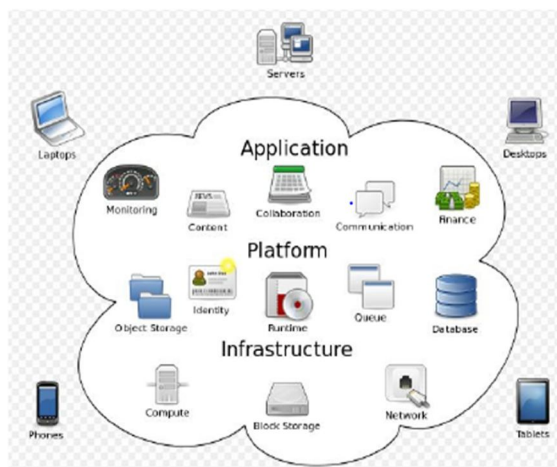 Servers
Laptops
Desktops
Application
Monitoring
NEWS
Content
Collaboration
Communication
Finance
Platform
Object Storage
Identity
Runtime
Queue
Database
Infrastructure
Compute
Block Storage
Network
Phones
Tablets